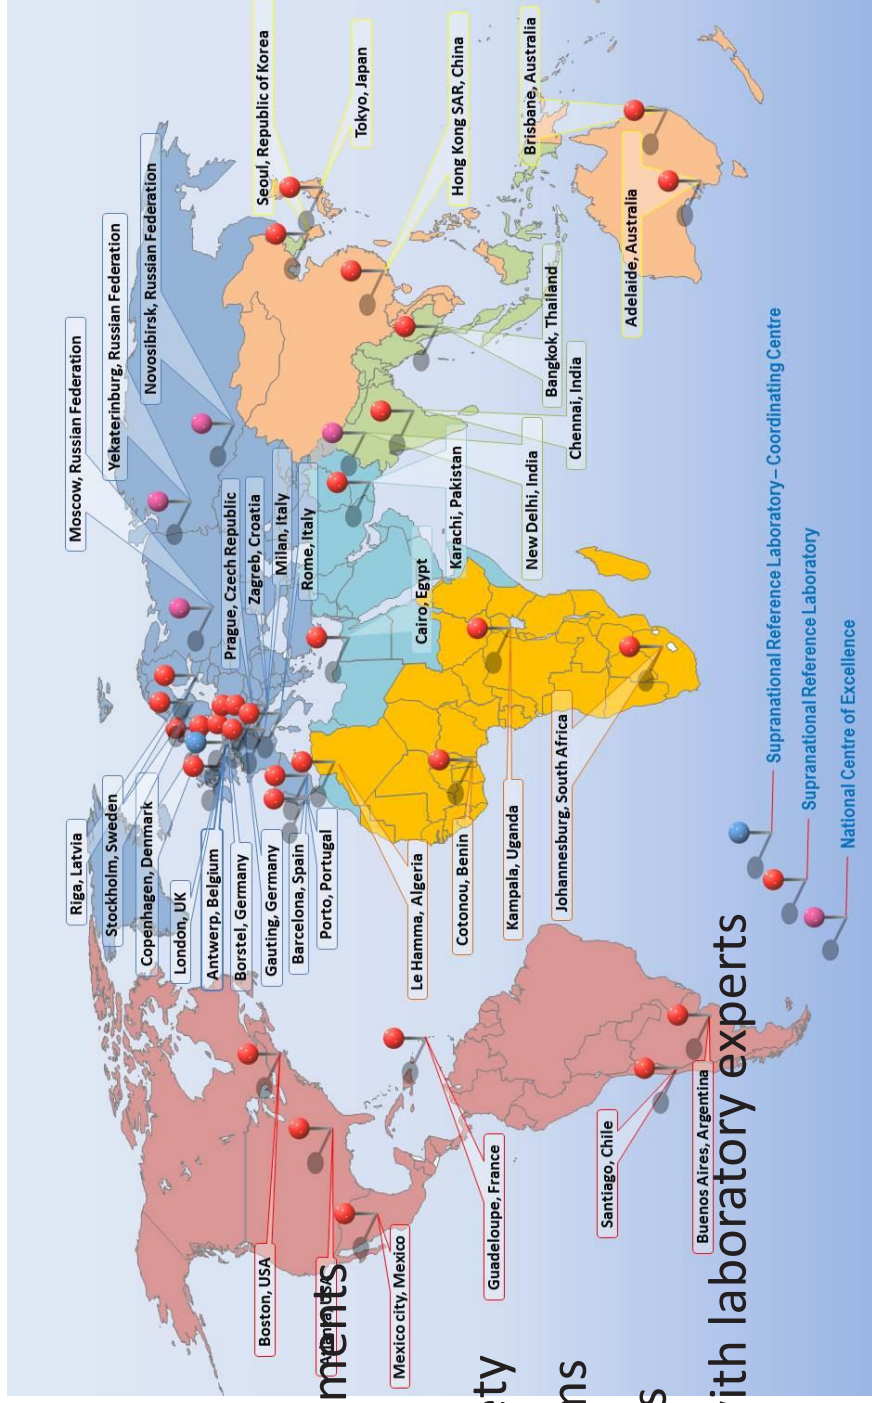 Riga, Latvia
Stockholm, Sweden
Copenhagen, Denmark
London, UK
Antwerp, Belgium
Borstel, Germany
Gauting, Germany
Barcelona, Spain
Porto, Portugal
Moscow, Russian Federation
Yekaterinburg, Russian Federation
Novosibirsk, Russian Federation
Prague, Czech Republic
Zagreb, Croatia
Milan, Italy
Rome, Italy
Seoul, Republic of Korea
Tokyo, Japan
Hong Kong SAR, China
Brisbane, Australia
Adelaide, Australia
Bangkok, Thailand
Chennai, India
New Delhi, India
Karachi, Pakistan
Cairo, Egypt
Boston, USA
Atlanta, USA
Mexico city, Mexico
Guadeloupe, France
Santiago, Chile
Buenos Aires, Argentina
Le Hamma, Algeria
Cotonou, Benin
Kampala, Uganda
Johannesburg, South Africa
Supranational Reference Laboratory – Coordinating Centre
Supranational Reference Laboratory
National Centre of Excellence
ments
ety
ns
s
ith laboratory experts